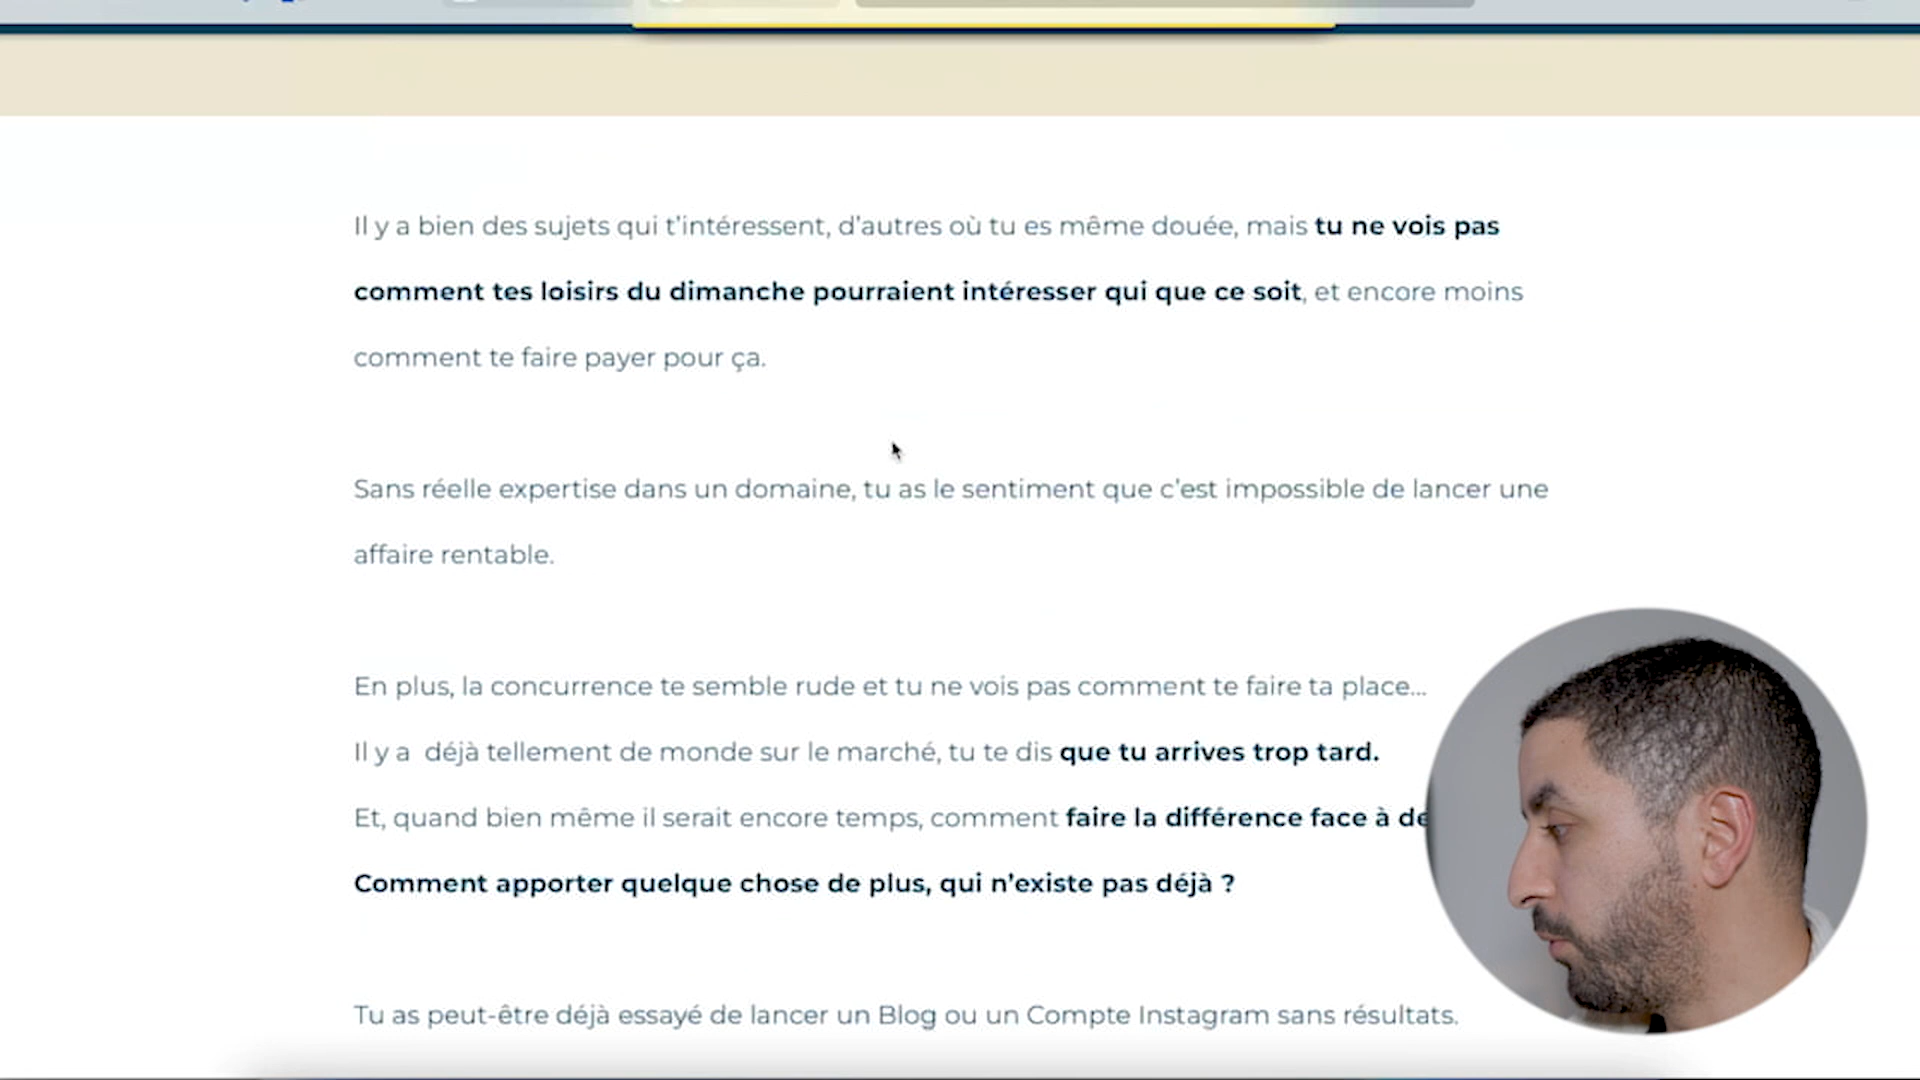 Il y a bien des sujets qui t'intéressent, d'autres où tu es même douée, mais tu ne vois pas
comment tes loisirs du dimanche pourraient intéresser qui que ce soit, et encore moins
comment te faire payer pour ça.
Sans réelle expertise dans un domaine, tu as le sentiment que c'est impossible de lancer une
affaire rentable.
En plus, la concurrence te semble rude et tu ne vois pas comment te faire ta place...
Il y a  déjà tellement de monde sur le marché, tu te dis que tu arrives trop tard.
Et, quand bien même il serait encore temps, comment faire la différence face à
Comment apporter quelque chose de plus, qui n'existe pas déjà ?
Tu as peut-être déjà essayé de lancer un Blog ou un Compte Instagram sans résultats.